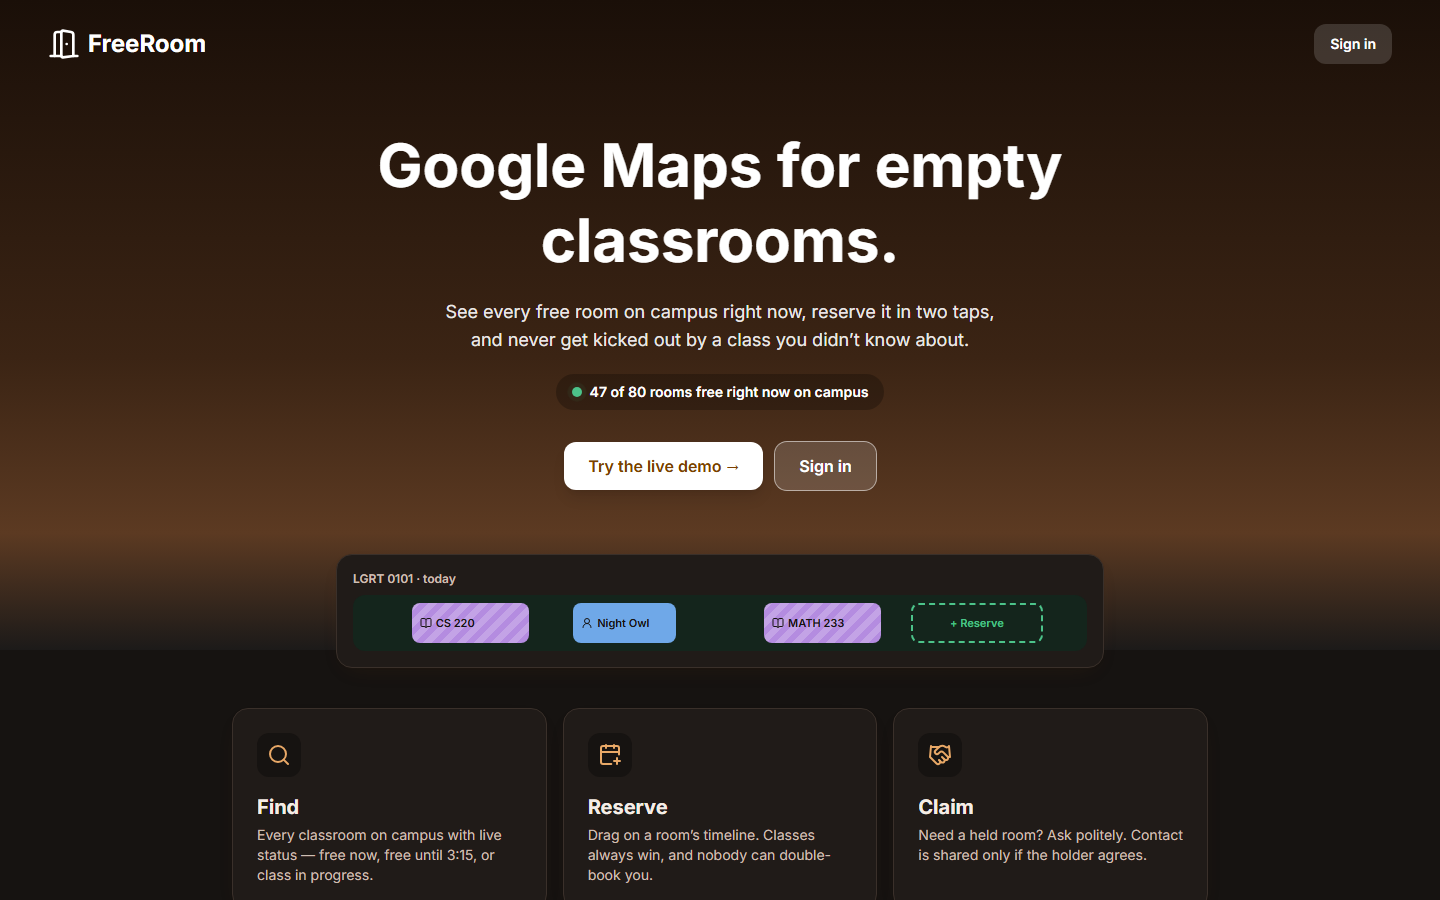 FreeRoom
Sign in
Google Maps for empty
classrooms.
See every free room on campus right now, reserve it in two taps,
and never get kicked out by a class you didn’t know about.
47 of 80 rooms free right now on campus
Try the live demo →
Sign in
LGRT 0101 · today
CS 220
Night Owl
MATH 233
+ Reserve
Find
Every classroom on campus with live
status — free now, free until 3:15, or
class in progress.
Reserve
Drag on a room’s timeline. Classes
always win, and nobody can double-
book you.
Claim
Need a held room? Ask politely. Contact
is shared only if the holder agrees.